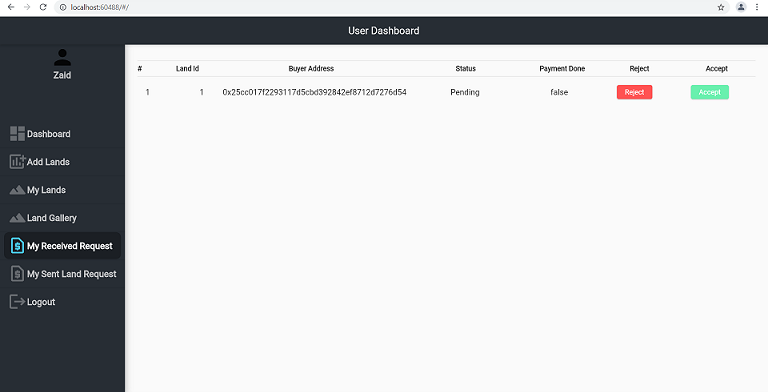 localhost:60488/#/
User Dashboard
Zaid
Dashboard
Add Lands
My Lands
Land Gallery
My Received Request
My Sent Land Request
Logout
# Land Id Buyer Address Status Payment Done Reject Accept
1 1 0x25cc017f2293117d5cbd392842ef8712d7276d54 Pending false Reject Accept